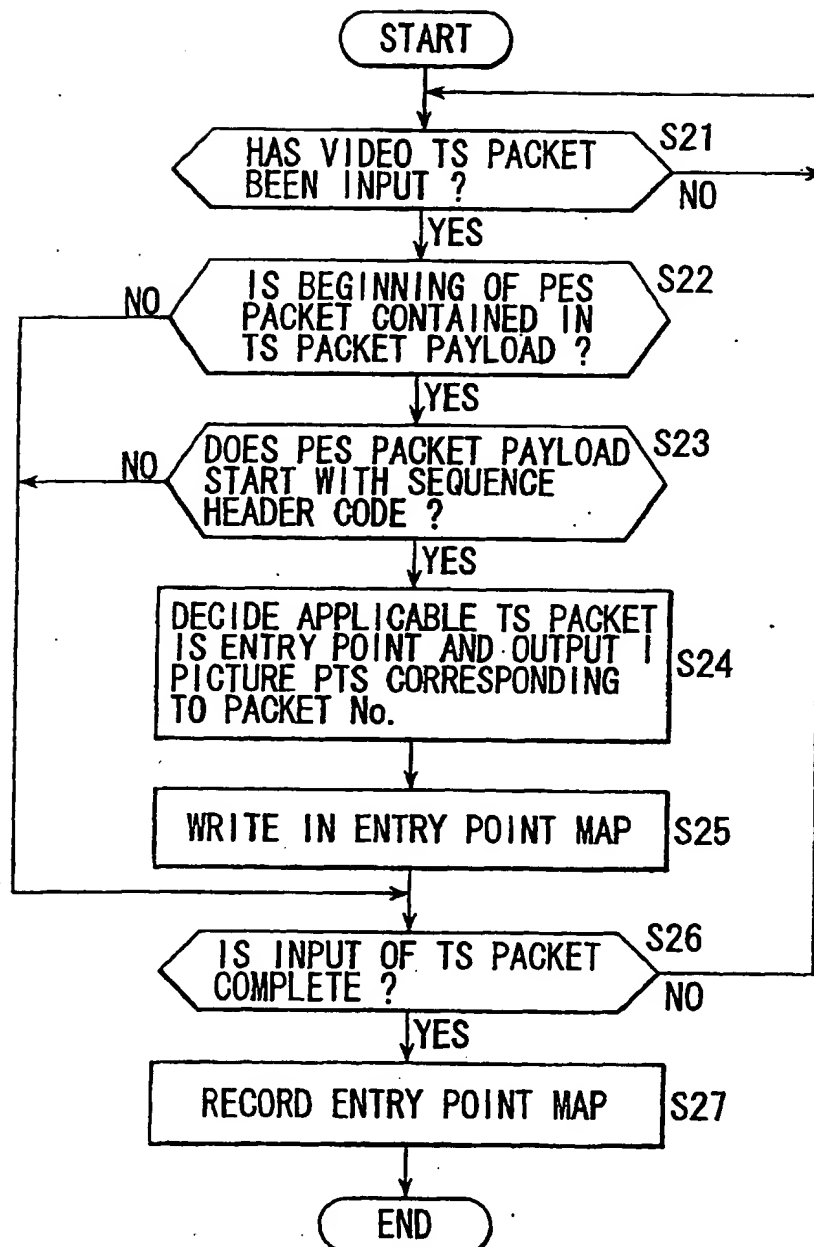 START
HAS VIDEO TS PACKET
BEEN INPUT ?
S21
NO
YES
IS BEGINNING OF PES
PACKET CONTAINED IN
TS PACKET PAYLOAD ?
S22
NO
YES
DOES PES PACKET PAYLOAD
START WITH SEQUENCE
HEADER CODE ?
S23
NO
YES
DECIDE APPLICABLE TS PACKET
IS ENTRY POINT AND OUTPUT I
PICTURE PTS CORRESPONDING
TO PACKET No.
S24
WRITE IN ENTRY POINT MAP
S25
IS INPUT OF TS PACKET
COMPLETE ?
S26
NO
YES
RECORD ENTRY POINT MAP
S27
END